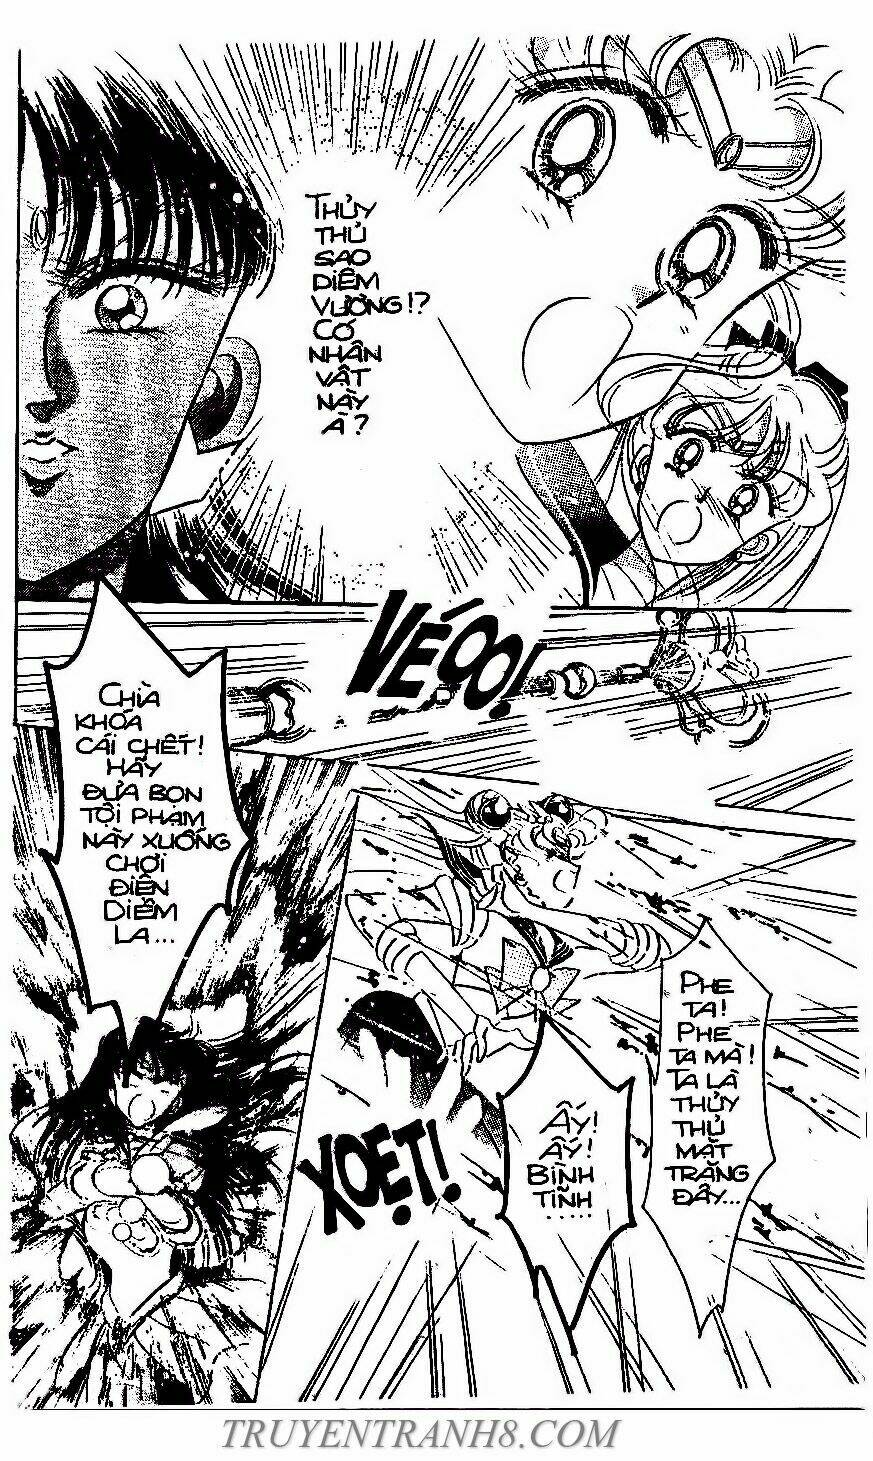 THỦY
THỦ
SAO
DIÊM
VƯƠNG!?
CÓ
NHÂN
VẬT
NÀY
À?
VÉOO!
CHÌA
KHOA
CÁI CHẾT!
HÃY
ĐƯA BỌN
TỘI PHẠM
NÀY XUỐNG
CHƠI
ĐIỆN
DIÊM
LA...
PHE
TA!
PHE
TA MÀ!
TA LÀ
THỦY
THỦ
MẶT
TRĂNG
ĐÂY...
ẤY!
ẤY!
BÌNH
TĨNH
.....
XOẸT!
TRUYENTRANH8.COM